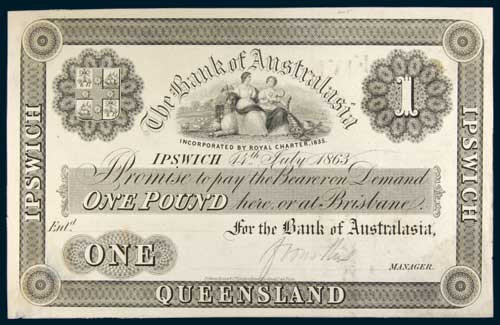 The Bank of Australasia
1
INCORPORATED BY ROYAL CHARTER, 1835.
IPSWICH 14th July 1863
I Promise to pay the Bearer on Demand
ONE POUND here, or at Brisbane.
Entd.
For the Bank of Australasia,
ONE
MANAGER.
QUEENSLAND
IPSWICH
IPSWICH